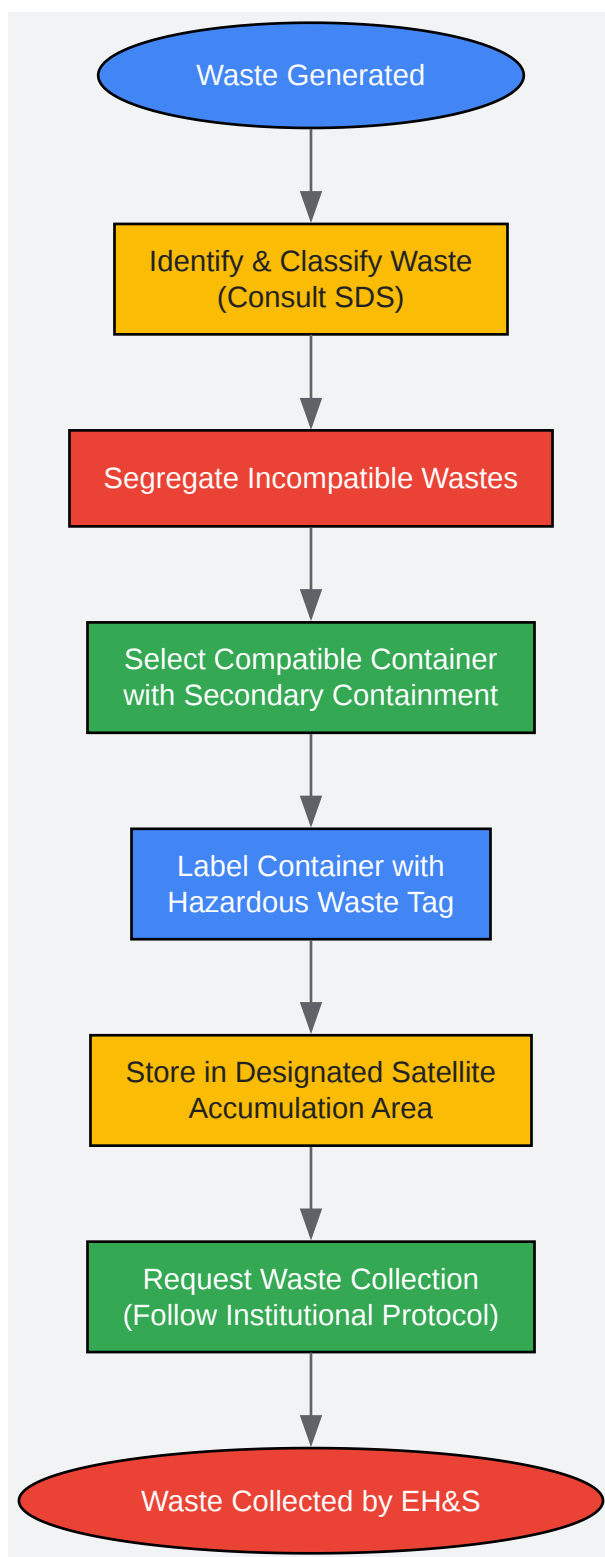 Waste Generated
Identify & Classify Waste
(Consult SDS)
Segregate Incompatible Wastes
Select Compatible Container
with Secondary Containment
Label Container with
Hazardous Waste Tag
Store in Designated Satellite
Accumulation Area
Request Waste Collection
(Follow Institutional Protocol)
Waste Collected by EH&S